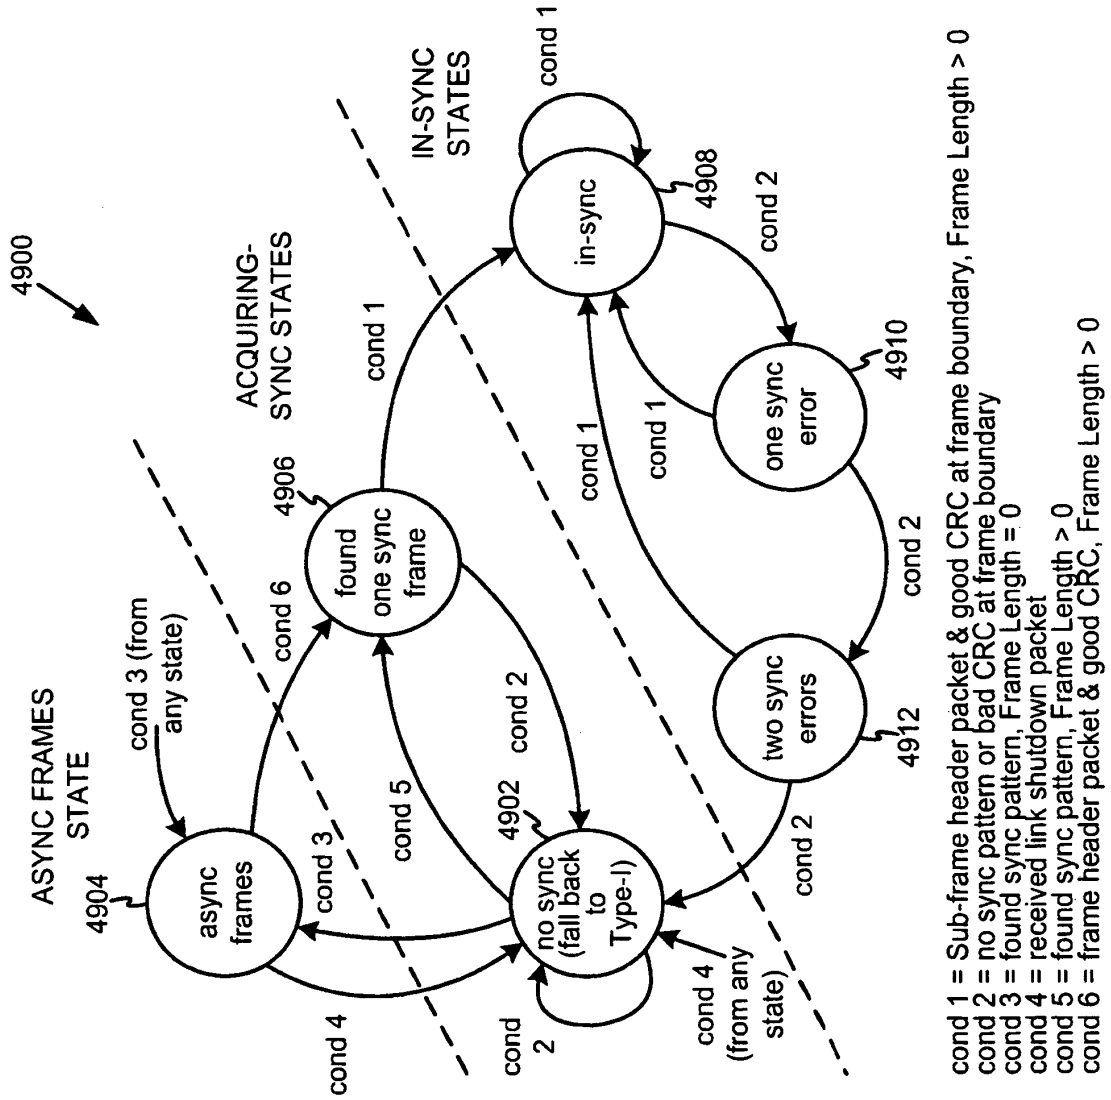 4900
ASYNC FRAMES
STATE
ACQUIRING-
SYNC STATES
IN-SYNC
STATES
4904
async
frames
cond 3 (from
any state)
cond 6
4906
found
one sync
frame
cond 1
cond 1
in-sync
4908
cond 3
cond 4
cond 5
cond 2
4902
no sync
(fall back
to
Type-I)
cond
2
cond 4
(from any
state)
cond 1
cond 1
cond 2
one sync
error
4910
cond 2
two sync
errors
4912
cond 2
cond 1 = Sub-frame header packet & good CRC at frame boundary, Frame Length > 0
cond 2 = no sync pattern or bad CRC at frame boundary
cond 3 = found sync pattern, Frame Length = 0
cond 4 = received link shutdown packet
cond 5 = found sync pattern, Frame Length > 0
cond 6 = frame header packet & good CRC, Frame Length > 0